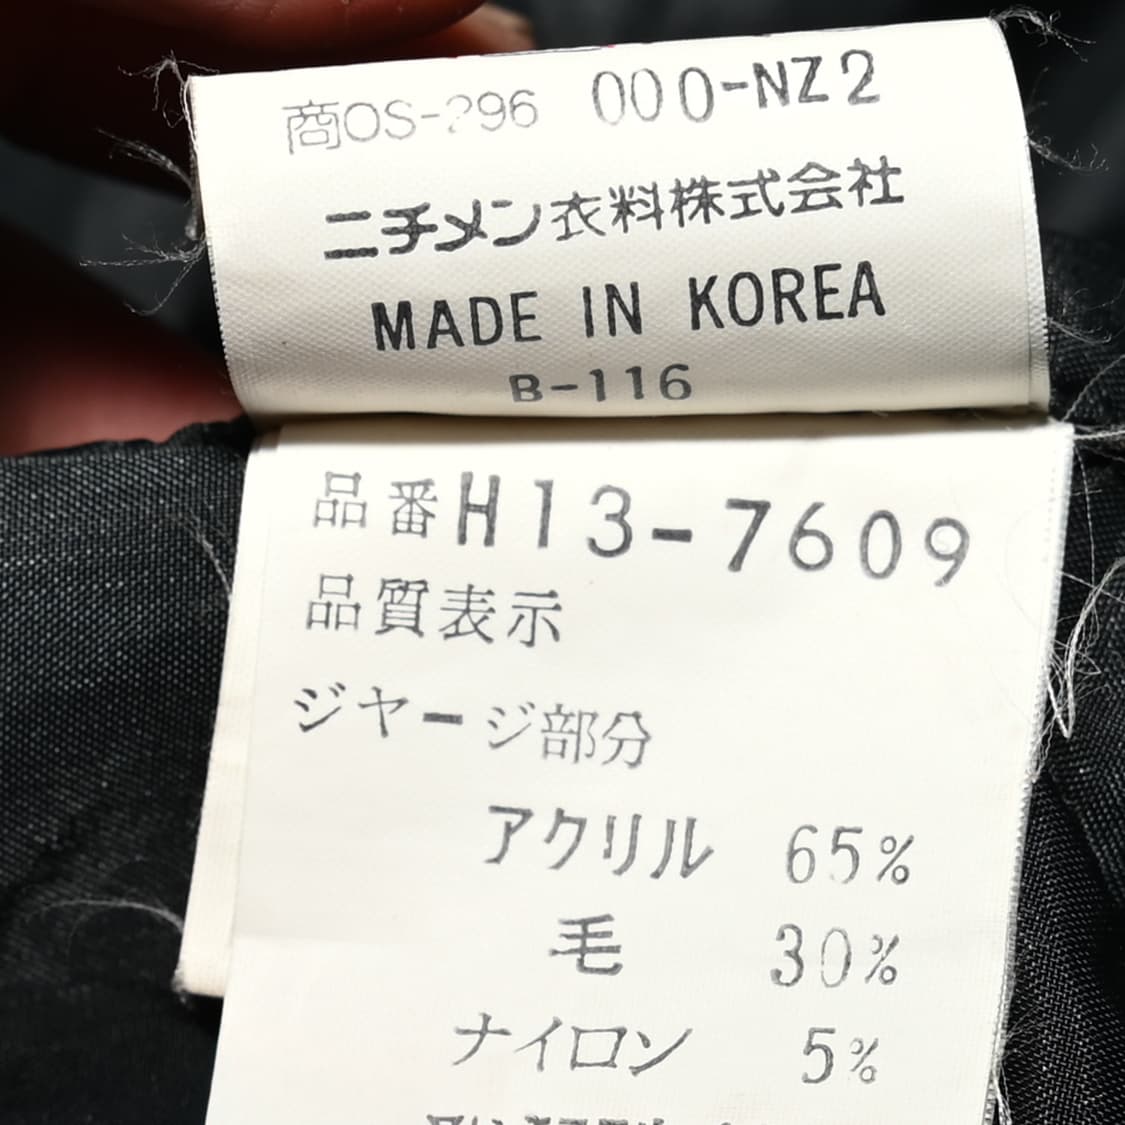 商OS-296 000-NZ2
ニチメン衣料株式会社
MADE IN KOREA
B-116
品番H13-7609
品質表示
ジャージ部分
アクリル 65%
毛 30%
ナイロン 5%